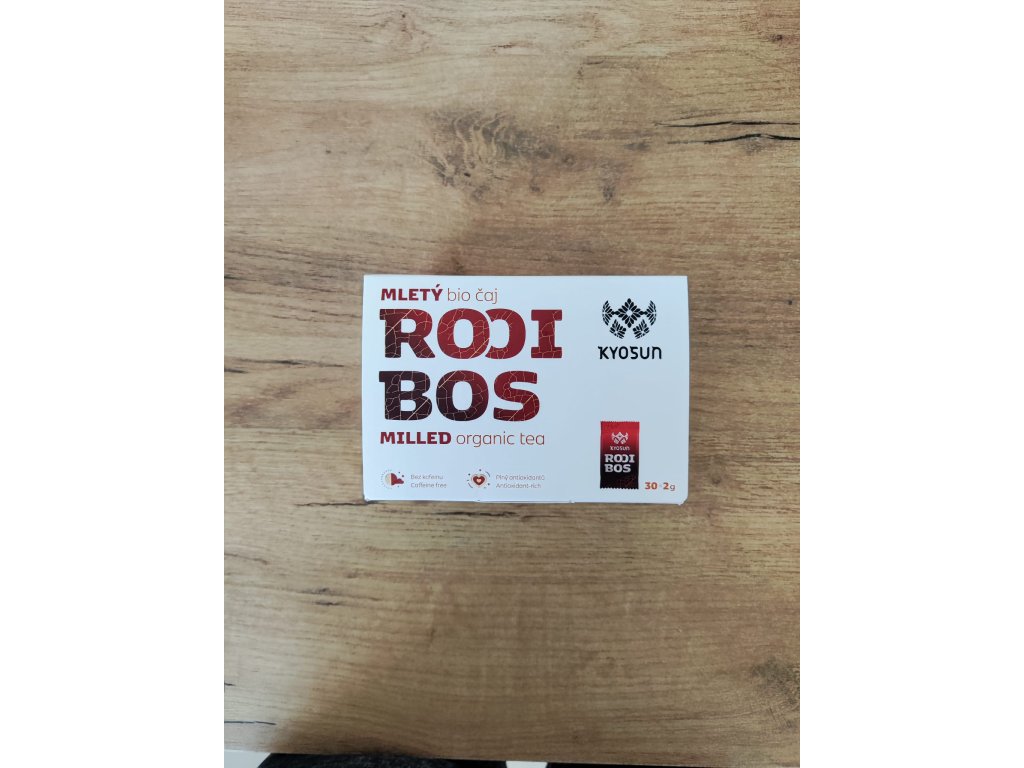 MLETÝ bio čaj
ROOI
BOS
MILLED organic tea
KYOSUN
KYOSUN
ROOI
BOS
30×2g
Bez kofeinu
Caffeine free
Plný antioxidantů
Antioxident-rich